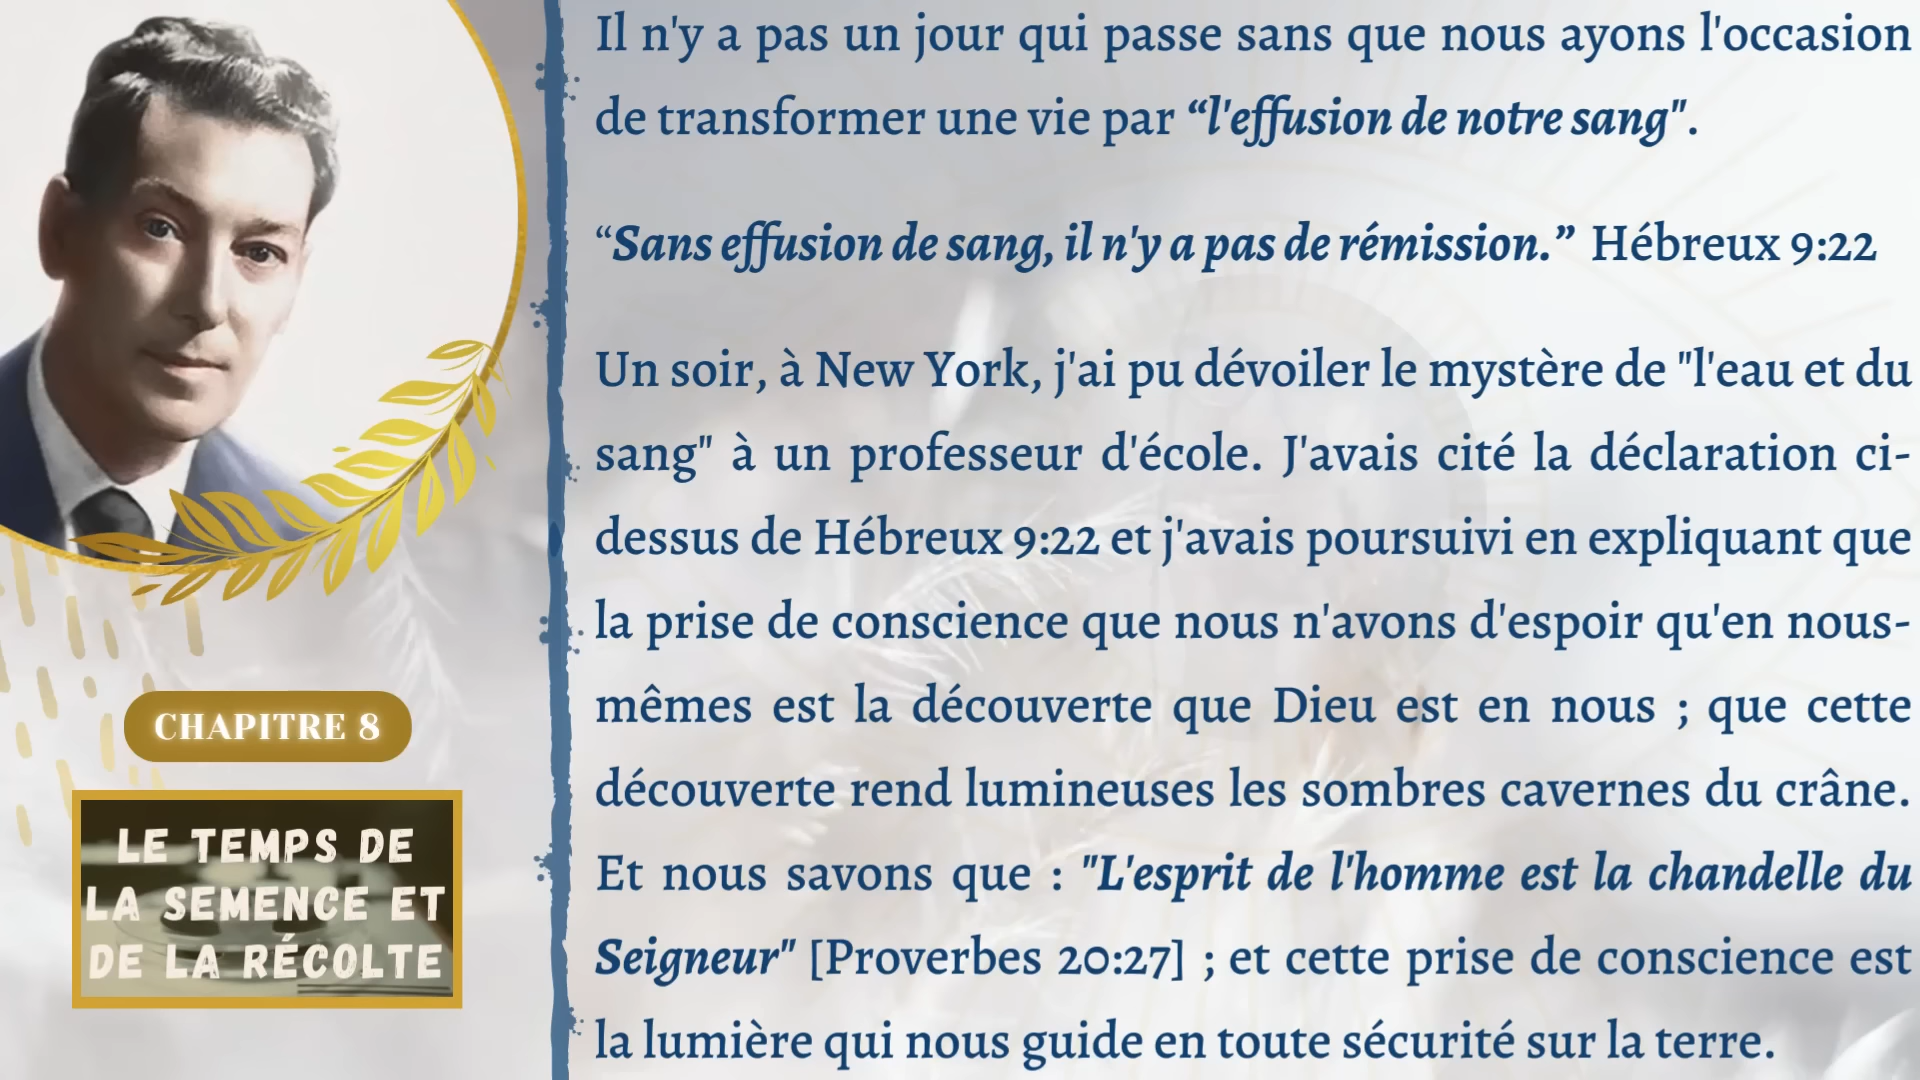 Il n'y a pas un jour qui passe sans que nous ayons l'occasion
de transformer une vie par “l'effusion de notre sang".
“Sans effusion de sang, il n'y a pas de rémission.” Hébreux 9:22
Un soir, à New York, j'ai pu dévoiler le mystère de "l'eau et du
sang" à un professeur d'école. J'avais cité la déclaration ci-
dessus de Hébreux 9:22 et j'avais poursuivi en expliquant que
la prise de conscience que nous n'avons d'espoir qu'en nous-
mêmes est la découverte que Dieu est en nous ; que cette
découverte rend lumineuses les sombres cavernes du crâne.
Et nous savons que : "L'esprit de l'homme est la chandelle du
Seigneur" [Proverbes 20:27] ; et cette prise de conscience est
la lumière qui nous guide en toute sécurité sur la terre.
CHAPITRE 8
LE TEMPS DE
LA SEMENCE ET
DE LA RÉCOLTE